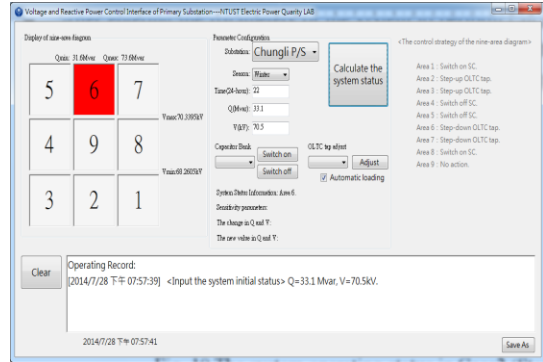 Voltage and Reactive Power Control Interface of Primary Substation---NTUST Electric Power Quarity LAB
Display of nine-area diagram
Qmin: 31.6Mvar Qmax: 73.6Mvar
5 6 7
Vmax:70.3395kV
4 9 8
Vmin:60.2605kV
3 2 1
Parameter Configuration
Substation: Chungli P/S
Season: Winter
Time(24-hour): 22
Q(Mvar): 33.1
V(kV): 70.5
Calculate the
system status
Capacitor Bank
Switch on
Switch off
OLTC tap adjust
Adjust
Automatic loading
System Status Information: Area 6.
Sensitivity parameters:
The change in Q and V:
The new value in Q and V:
<The control strategy of the nine-area diagram>
Area 1 : Switch on SC.
Area 2 : Step-up OLTC tap.
Area 3 : Step-up OLTC tap.
Area 4 : Switch off SC.
Area 5 : Switch off SC.
Area 6 : Step-down OLTC tap.
Area 7 : Step-down OLTC tap.
Area 8 : Switch on SC.
Area 9 : No action.
Clear
Operating Record:
[2014/7/28 下午 07:57:39] <Input the system initial status> Q=33.1 Mvar, V=70.5kV.
2014/7/28 下午 07:57:41
Save As